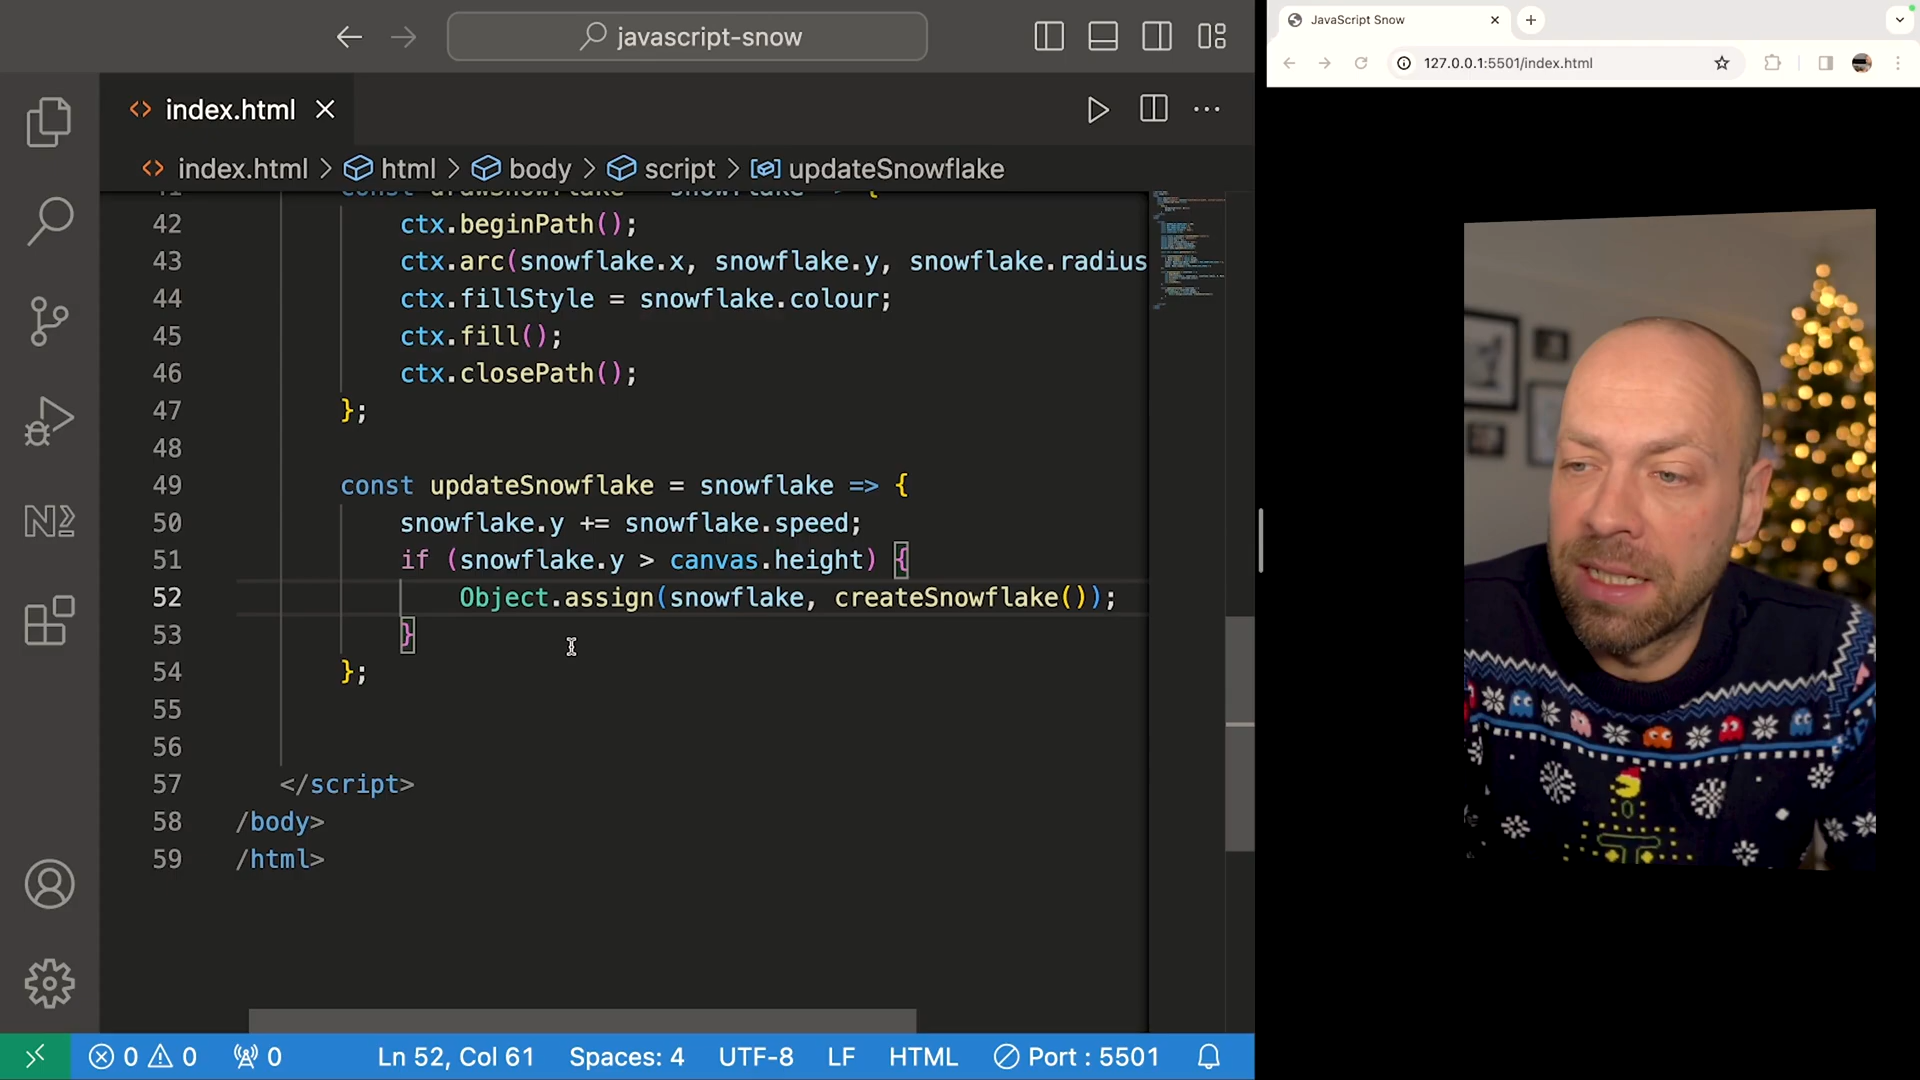 javascript-snow
index.html
index.html > html > body > script > updateSnowflake
42 ctx.beginPath();
43 ctx.arc(snowflake.x, snowflake.y, snowflake.radius
44 ctx.fillStyle = snowflake.colour;
45 ctx.fill();
46 ctx.closePath();
47 };
48
49 const updateSnowflake = snowflake => {
50 snowflake.y += snowflake.speed;
51 if (snowflake.y > canvas.height) {
52 Object.assign(snowflake, createSnowflake());
53 }
54 };
55
56
57 </script>
58 /body>
59 /html>
0 0 0 Ln 52, Col 61 Spaces: 4 UTF-8 LF HTML Port : 5501
JavaScript Snow
127.0.0.1:5501/index.html